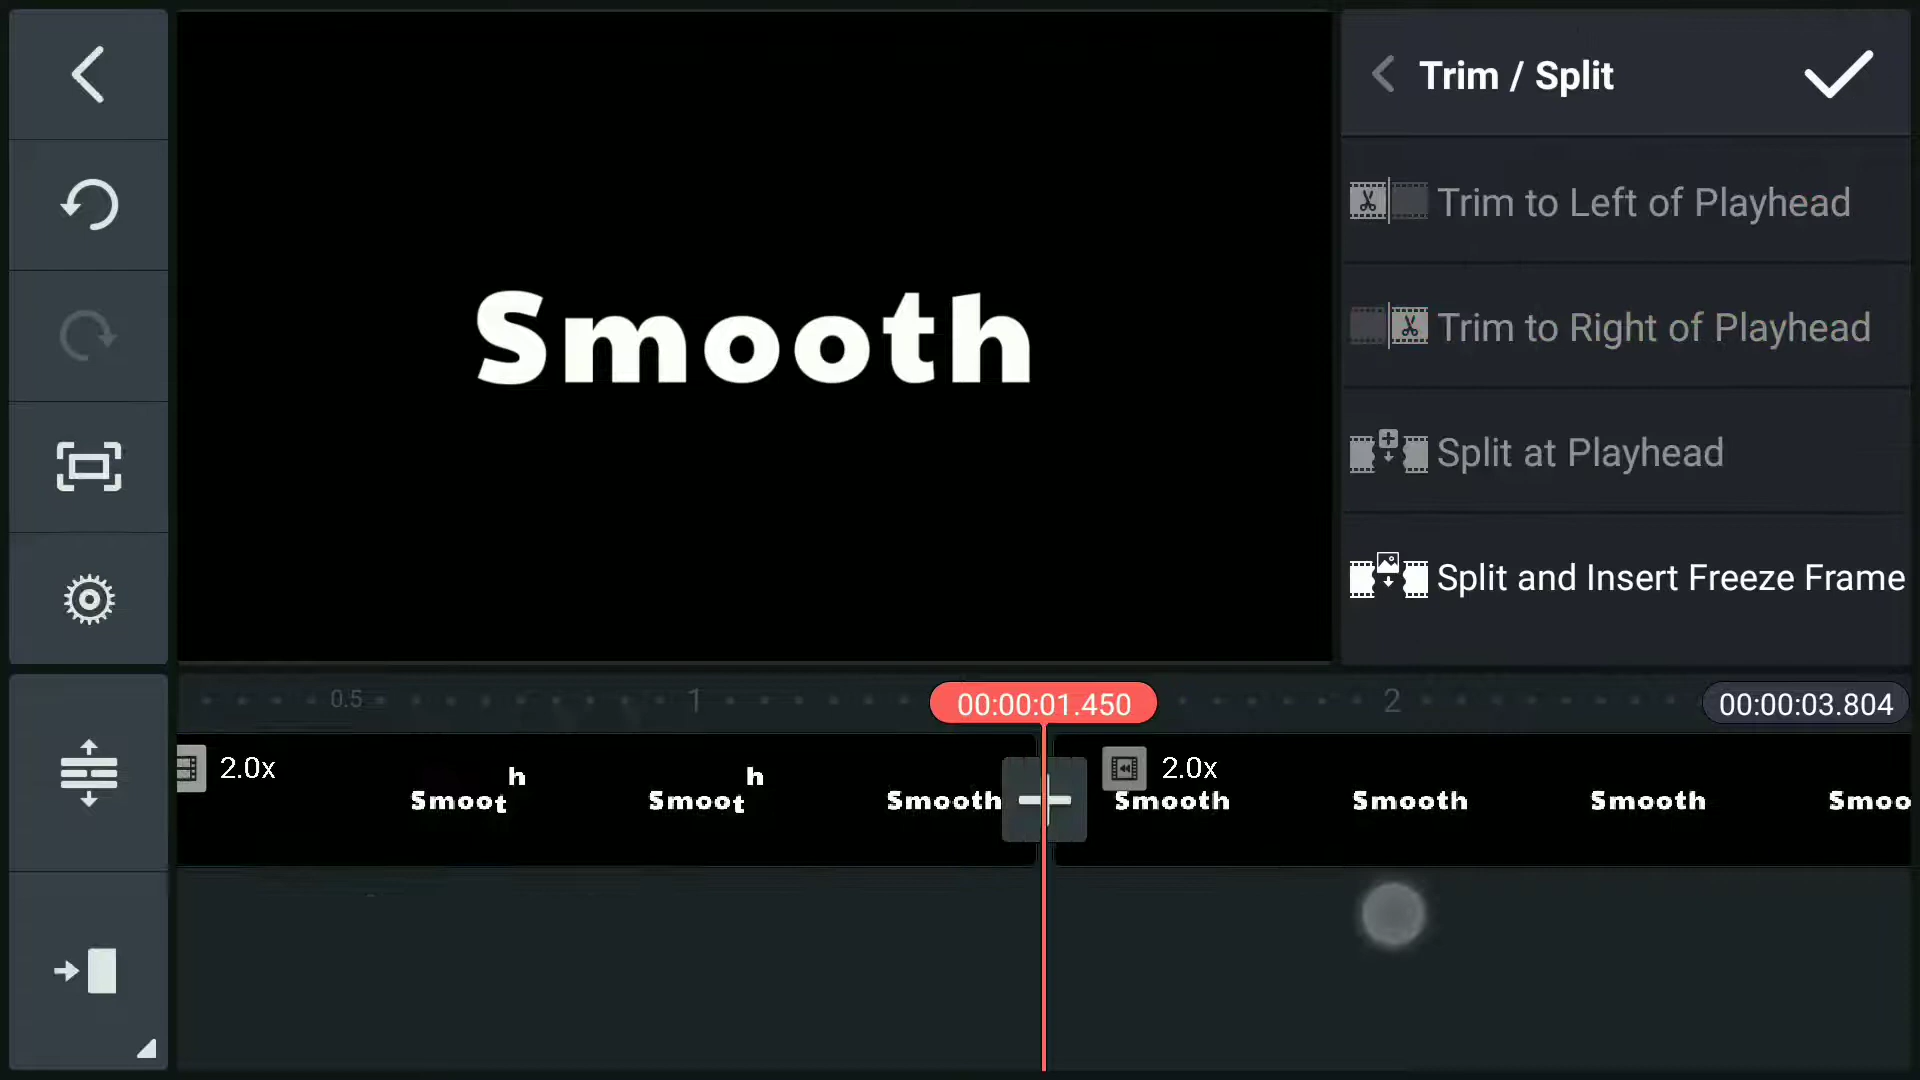 Trim / Split
Smooth
Trim to Left of Playhead
Trim to Right of Playhead
Split at Playhead
Split and Insert Freeze Frame
0.5 1 00:00:01.450 2 00:00:03.804
2.0x 2.0x
h h
Smoot Smoot Smooth Smooth Smooth Smooth Smoo